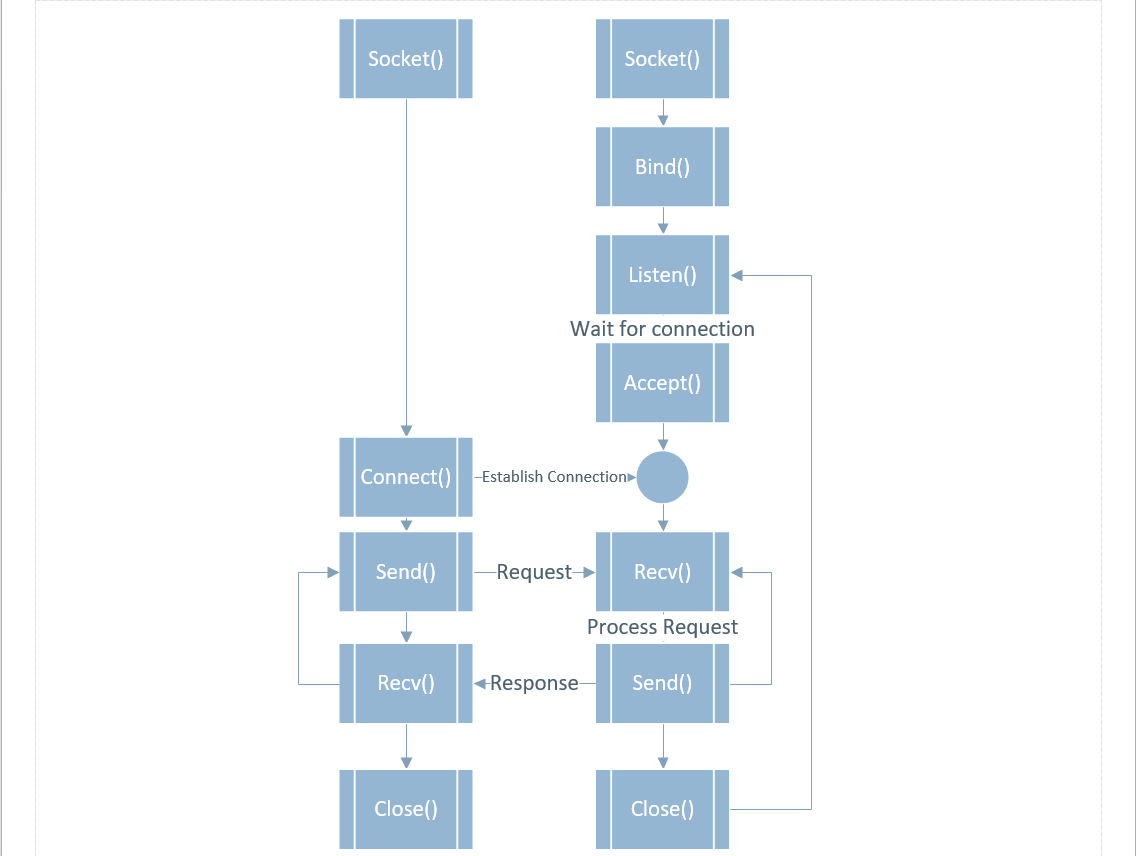 Socket()
Socket()
Bind()
Listen()
Wait for connection
Accept()
Connect()
Establish Connection
Send()
Request
Recv()
Process Request
Recv()
Response
Send()
Close()
Close()